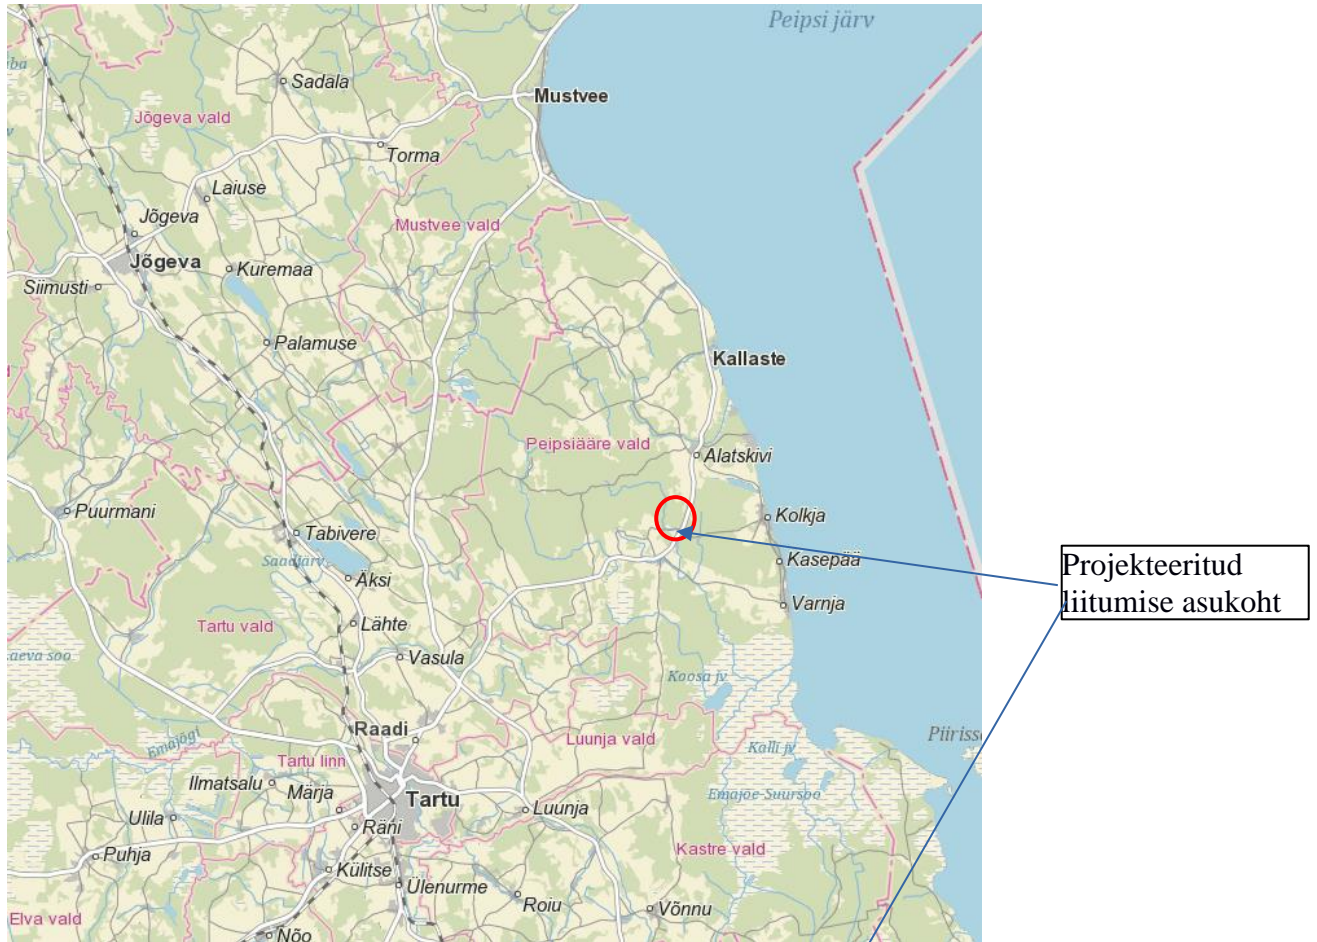 Peipsi järv
Sadala
Mustvee
Jõgeva vald
Torma
Laiuse
Jõgeva
Mustvee vald
Jõgeva
Kuremaa
Siimusti
Palamuse
Kallaste
Peipsiääre vald
Alatskivi
Puurmani
Kolkja
Tabivere
Saadjärv
Kasepää
Äksi
Projekteeritud
liitumise asukoht
Varnja
Tartu vald
Lähte
aeva soo
Vasula
Koosa jv
Raadi
Luunja vald
Piiriss
Emajõgi
Kalli jv
Tartu linn
Ilmatsalu
Märja
Emajõe-Suursoo
Tartu
Luunja
Ulila
Räni
Kastre vald
Puhja
Külitse
Ülenurme
Roiu
Võnnu
Elva vald
Nõo